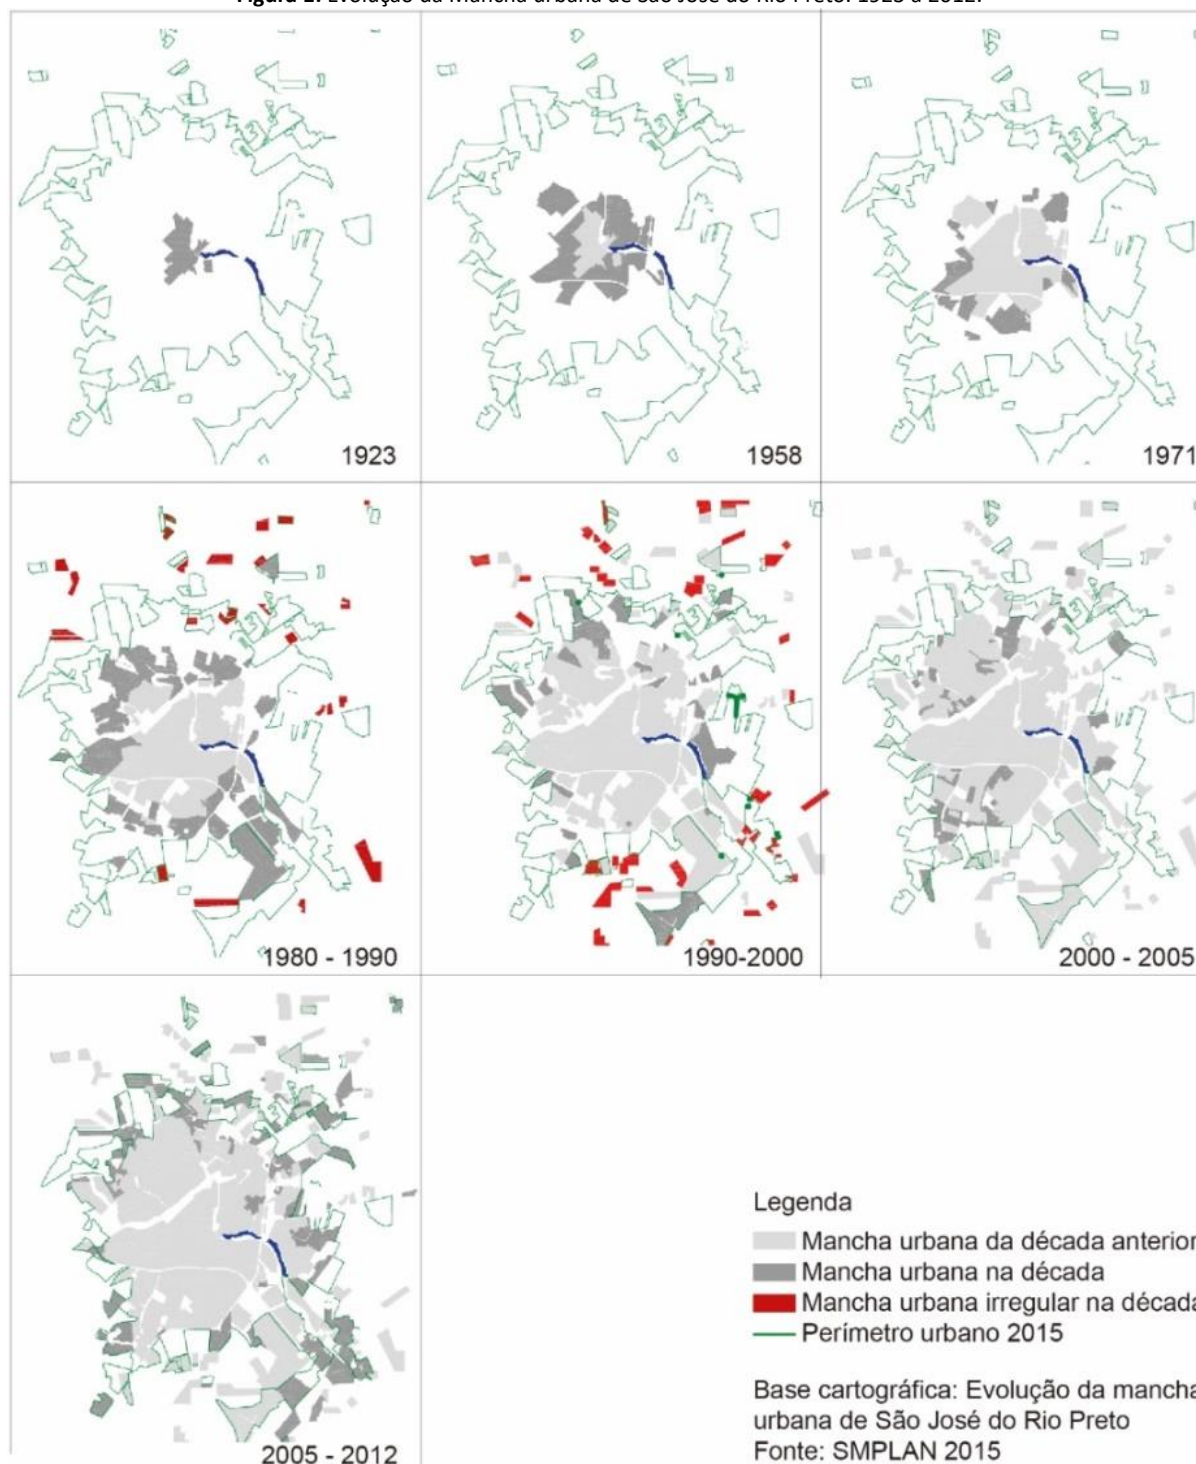 Figura 1. Evolução da Mancha urbana de São José do Rio Preto. 1923 a 2012.
1923
1958
1971
1980 - 1990
1990-2000
2000 - 2005
2005 - 2012
Legenda
Mancha urbana da década anterior
Mancha urbana na década
Mancha urbana irregular na década
Perímetro urbano 2015
Base cartográfica: Evolução da mancha
urbana de São José do Rio Preto
Fonte: SMPLAN 2015